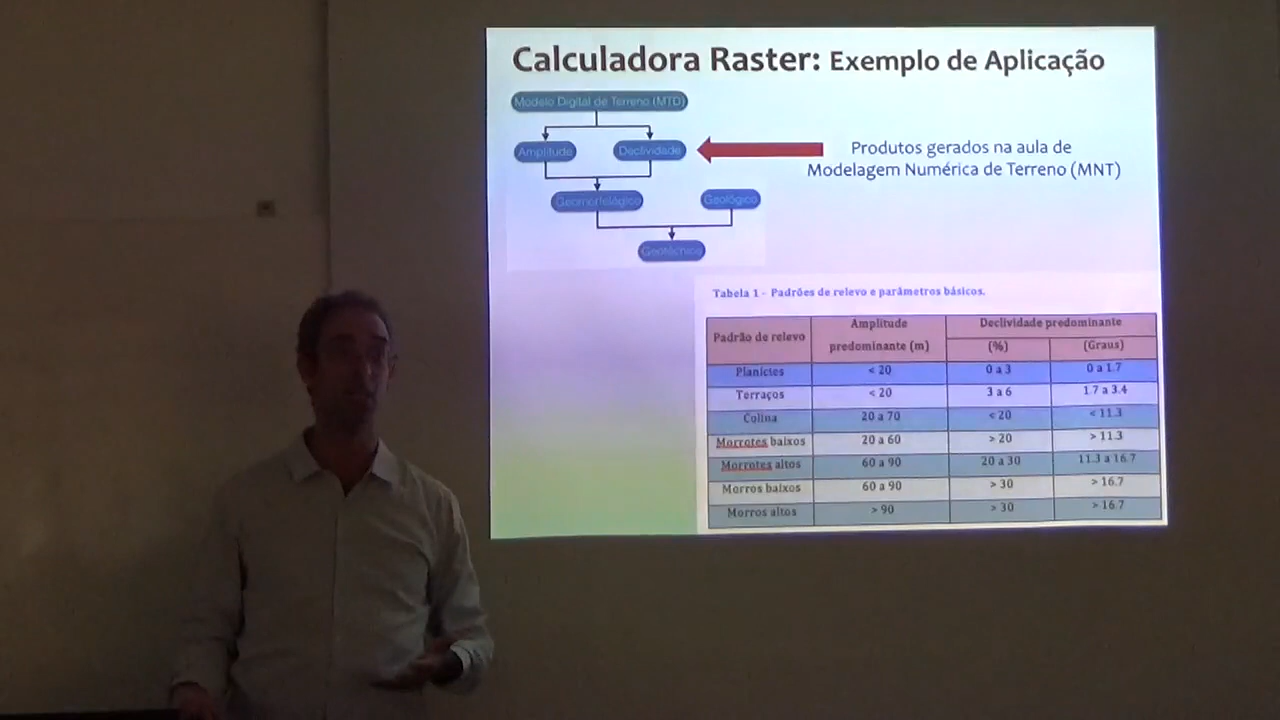 Calculadora Raster: Exemplo de Aplicação
Modelo Digital de Terreno (MTD)
Amplitude Declividade
Produtos gerados na aula de
Modelagem Numérica de Terreno (MNT)
Geomorfológico Geológico
Geotécnico
Tabela 1 - Padrões de relevo e parâmetros básicos.
Padrão de relevo Amplitude predominante (m) Declividade predominante
(%) (Graus)
Planícies < 20 0 a 3 0 a 1.7
Terraços < 20 3 a 6 1.7 a 3.4
Colina 20 a 70 < 20 < 11.3
Morrotes baixos 20 a 60 > 20 > 11.3
Morrotes altos 60 a 90 20 a 30 11.3 a 16.7
Morros baixos 60 a 90 > 30 > 16.7
Morros altos > 90 > 30 > 16.7